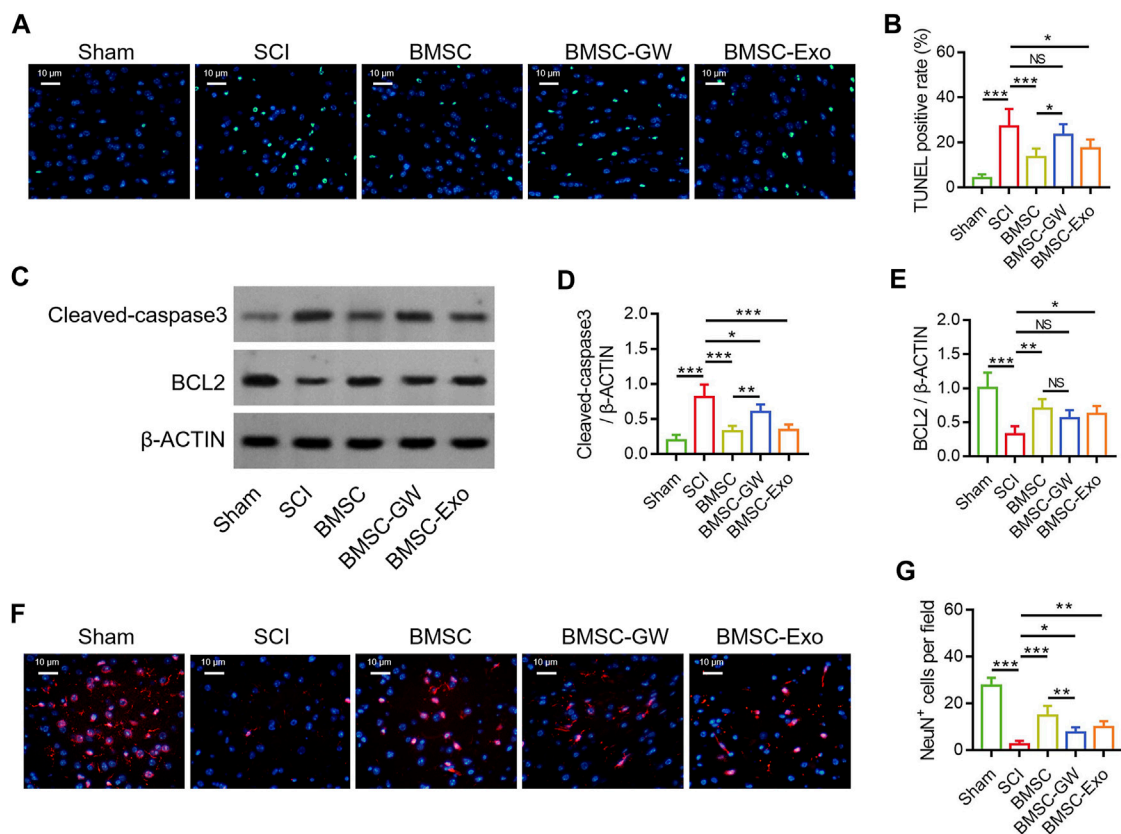 A
Sham
SCI
BMSC
BMSC-GW
BMSC-Exo
10 μm
10 μm
10 μm
10 μm
10 μm
B
TUNEL positive rate (%)
60
40
20
0
*
NS
***
***
*
Sham
SCI
BMSC
BMSC-GW
BMSC-Exo
C
Cleaved-caspase3
BCL2
β-ACTIN
Sham
SCI
BMSC
BMSC-GW
BMSC-Exo
D
Cleaved-caspase3
/ β-ACTIN
2.0
1.5
1.0
0.5
0.0
***
*
***
***
**
Sham
SCI
BMSC
BMSC-GW
BMSC-Exo
E
BCL2 / β-ACTIN
2.0
1.5
1.0
0.5
0.0
*
NS
**
***
NS
Sham
SCI
BMSC
BMSC-GW
BMSC-Exo
F
Sham
SCI
BMSC
BMSC-GW
BMSC-Exo
10 μm
10 μm
10 μm
10 μm
10 μm
G
NeuN⁺ cells per field
60
40
20
0
**
*
***
***
**
Sham
SCI
BMSC
BMSC-GW
BMSC-Exo